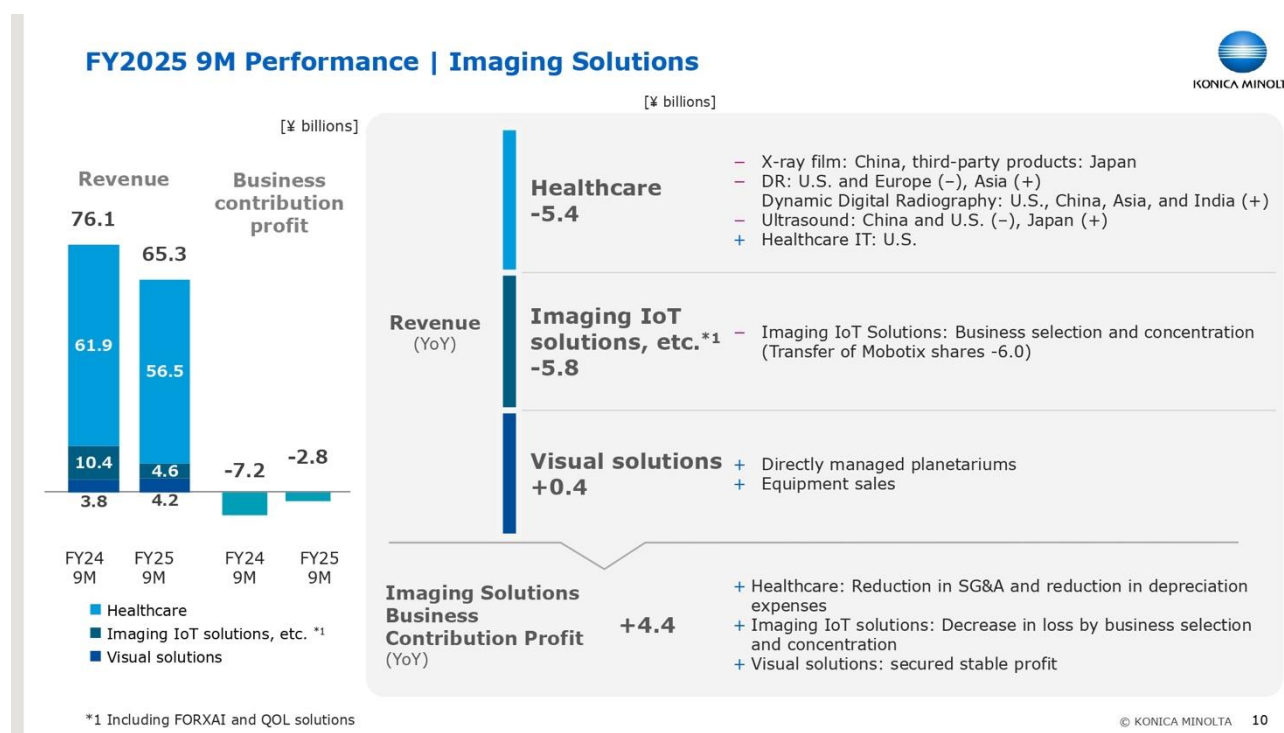 FY2025 9M Performance | Imaging Solutions
KONICA MINOLT
[¥ billions]
[¥ billions]
Revenue
Business
contribution
profit
76.1
65.3
61.9
56.5
10.4
4.6
3.8
4.2
-7.2
-2.8
FY24
9M
FY25
9M
FY24
9M
FY25
9M
Healthcare
Imaging IoT solutions, etc. *1
Visual solutions
Revenue
(YoY)
Healthcare
-5.4
− X-ray film: China, third-party products: Japan
− DR: U.S. and Europe (–), Asia (+)
Dynamic Digital Radiography: U.S., China, Asia, and India (+)
− Ultrasound: China and U.S. (–), Japan (+)
+ Healthcare IT: U.S.
Imaging IoT
solutions, etc.*1
-5.8
− Imaging IoT Solutions: Business selection and concentration
(Transfer of Mobotix shares -6.0)
Visual solutions
+0.4
+ Directly managed planetariums
+ Equipment sales
Imaging Solutions
Business
Contribution Profit
(YoY)
+4.4
+ Healthcare: Reduction in SG&A and reduction in depreciation
expenses
+ Imaging IoT solutions: Decrease in loss by business selection
and concentration
+ Visual solutions: secured stable profit
*1 Including FORXAI and QOL solutions
© KONICA MINOLTA 10